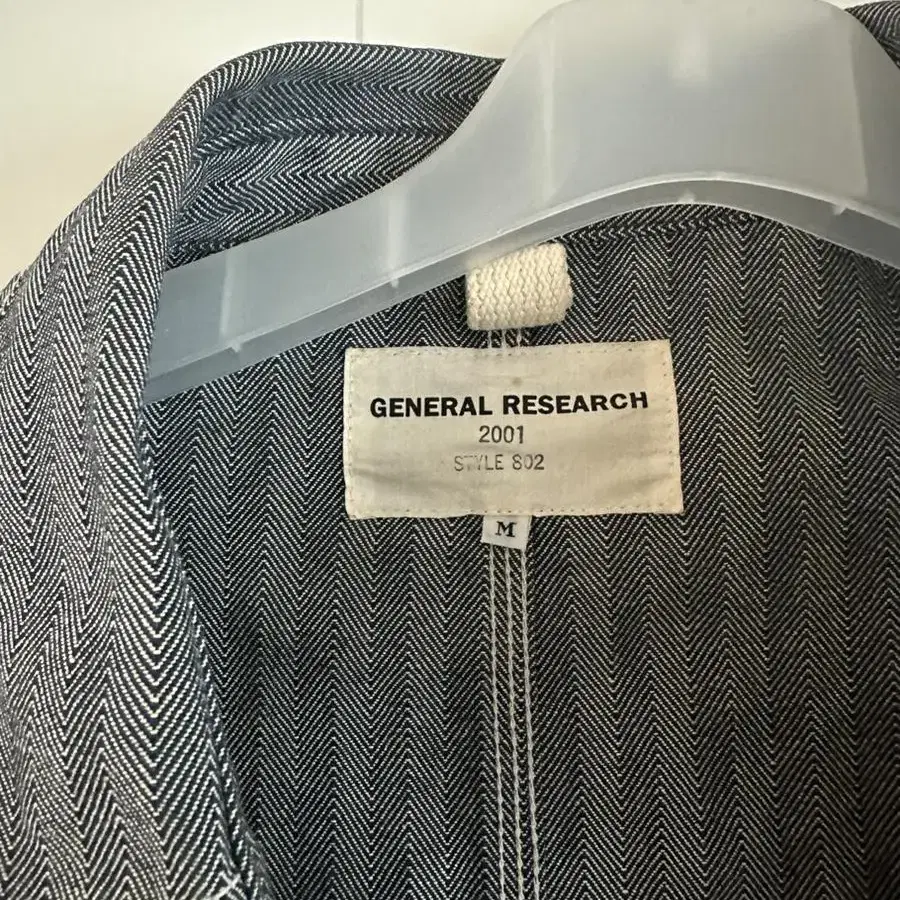 GENERAL RESEARCH
2001
STYLE 802
M